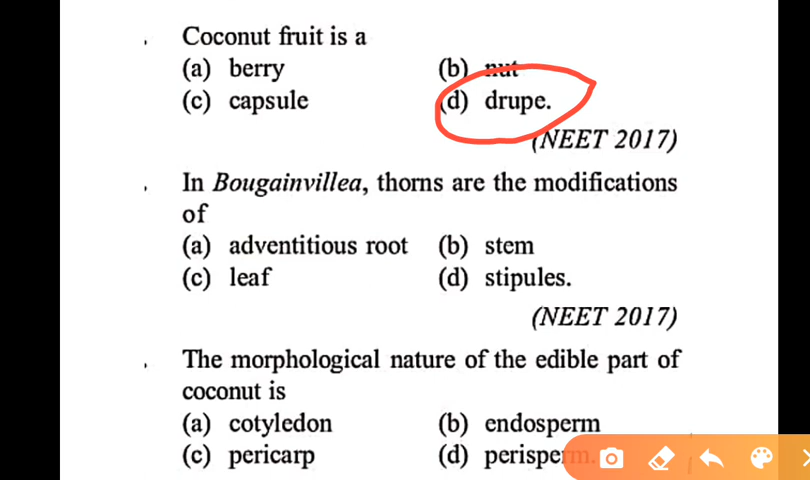 Coconut fruit is a
(a) berry (b) nut
(c) capsule (d) drupe.
(NEET 2017)
In Bougainvillea, thorns are the modifications
of
(a) adventitious root (b) stem
(c) leaf (d) stipules.
(NEET 2017)
The morphological nature of the edible part of
coconut is
(a) cotyledon (b) endosperm
(c) pericarp (d) perisperm.